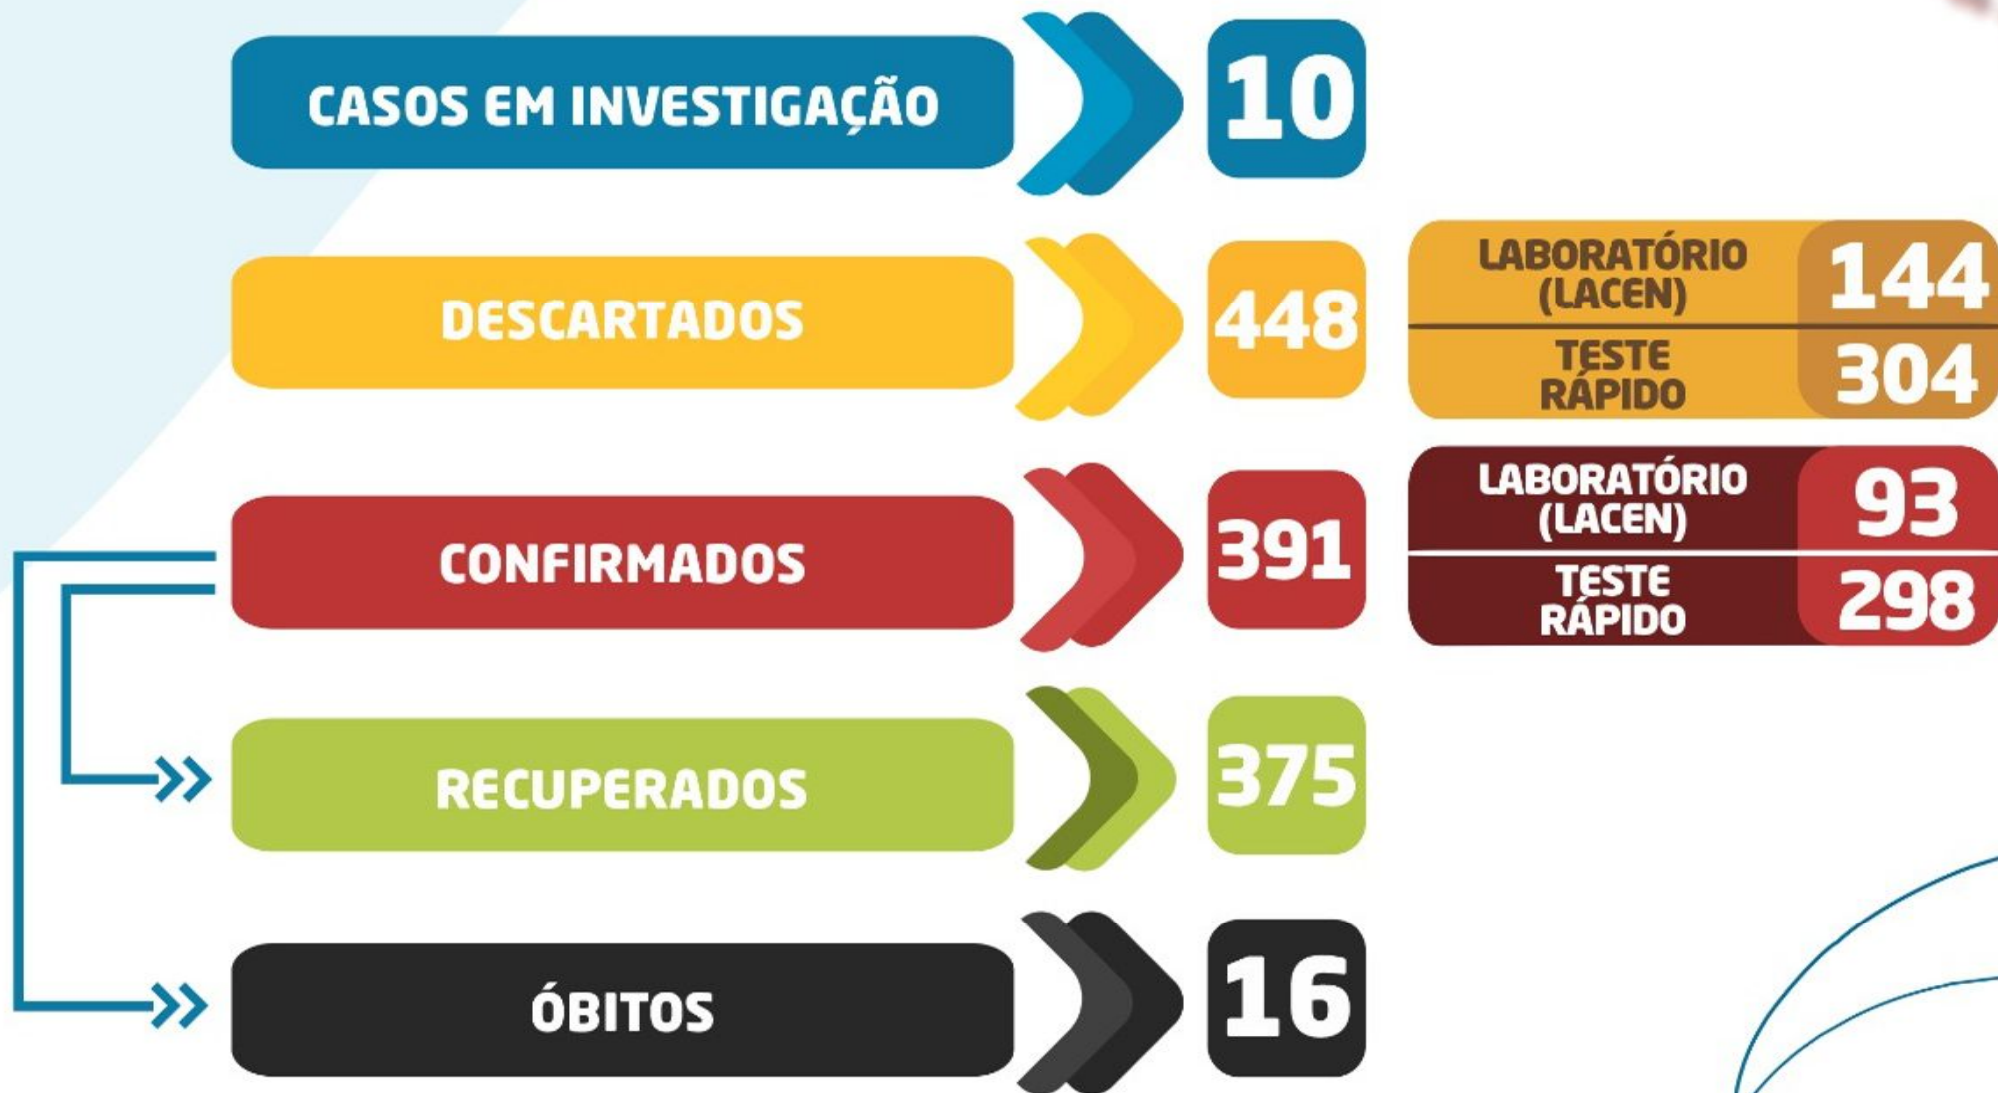 CASOS EM INVESTIGAÇÃO
10
DESCARTADOS
448
LABORATÓRIO
(LACEN)
144
TESTE
RÁPIDO
304
CONFIRMADOS
391
LABORATÓRIO
(LACEN)
93
TESTE
RÁPIDO
298
RECUPERADOS
375
ÓBITOS
16